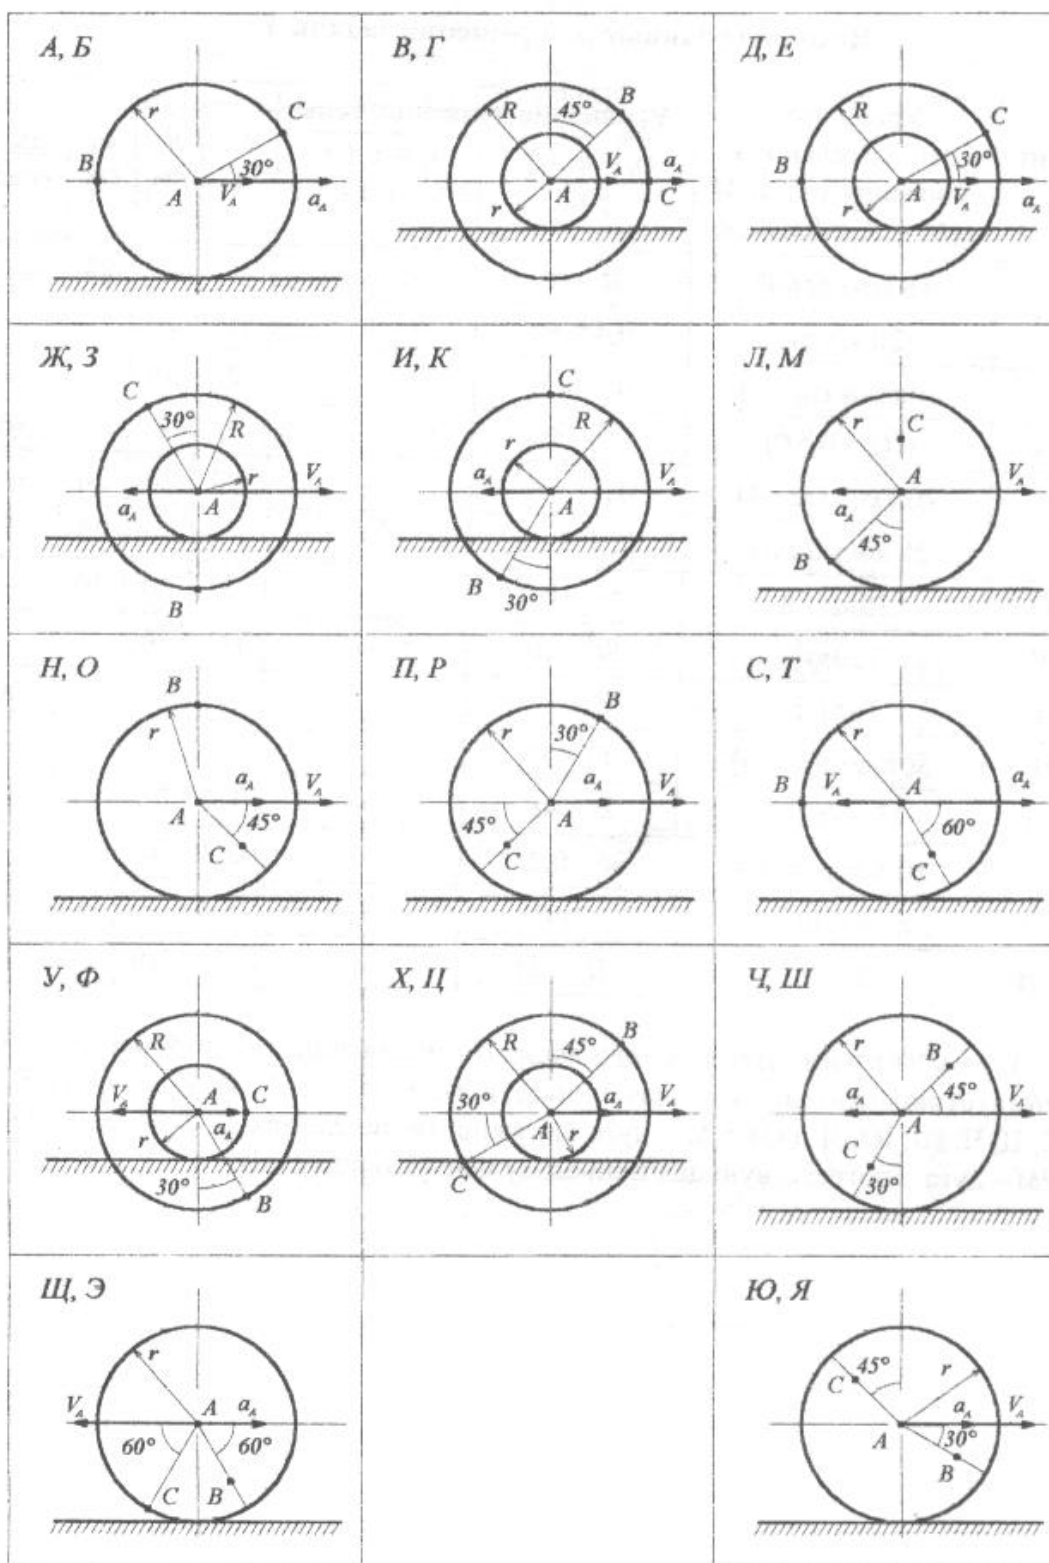 А, Б
r
C
B
30°
A
V_A
a_A
В, Г
R
45°
B
V_A
a_A
A
C
r
Д, Е
R
C
B
30°
A
V_A
a_A
r
Ж, З
C
30°
R
r
V_A
a_A
A
B
И, К
C
R
r
a_A
V_A
A
B
30°
Л, М
r
C
A
V_A
a_A
B
45°
Н, О
B
r
a_A
V_A
A
45°
C
П, Р
B
r
30°
a_A
V_A
45°
A
C
С, Т
r
B
V_A
A
a_A
60°
C
У, Ф
R
V_A
A
C
r
a_A
30°
B
Х, Ц
R
45°
B
30°
a_A
V_A
A
r
C
Ч, Ш
r
B
a_A
45°
V_A
A
C
30°
Щ, Э
r
V_A
A
a_A
60°
60°
C
B
Ю, Я
45°
r
C
a_A
V_A
A
30°
B